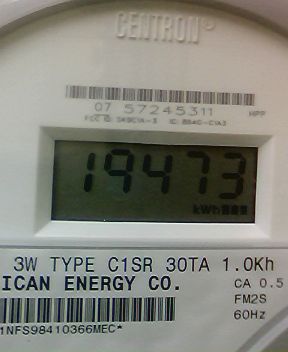 CENTRON®
07 57245311 HPP
19473
kWh
3W TYPE C1SR 30TA 1.0Kh
ICAN ENERGY CO. CA 0.5
FM2S
1NFS98410366MEC* 60Hz